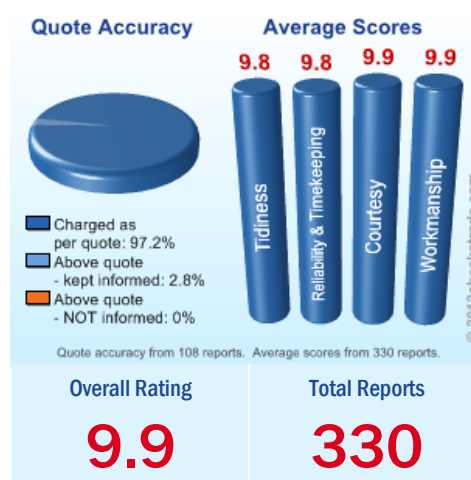 Quote Accuracy
Average Scores
9.8
9.8
9.9
9.9
Tidiness
Reliability & Timekeeping
Courtesy
Workmanship
Charged as
per quote: 97.2%
Above quote
- kept informed: 2.8%
Above quote
- NOT informed: 0%
Quote accuracy from 108 reports. Average scores from 330 reports.
Overall Rating
Total Reports
9.9
330